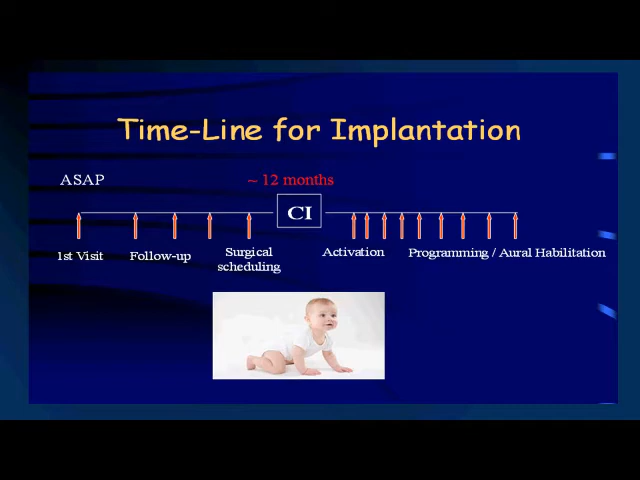 Time-Line for Implantation
ASAP
~ 12 months
CI
1st Visit
Follow-up
Surgical
scheduling
Activation
Programming / Aural Habilitation